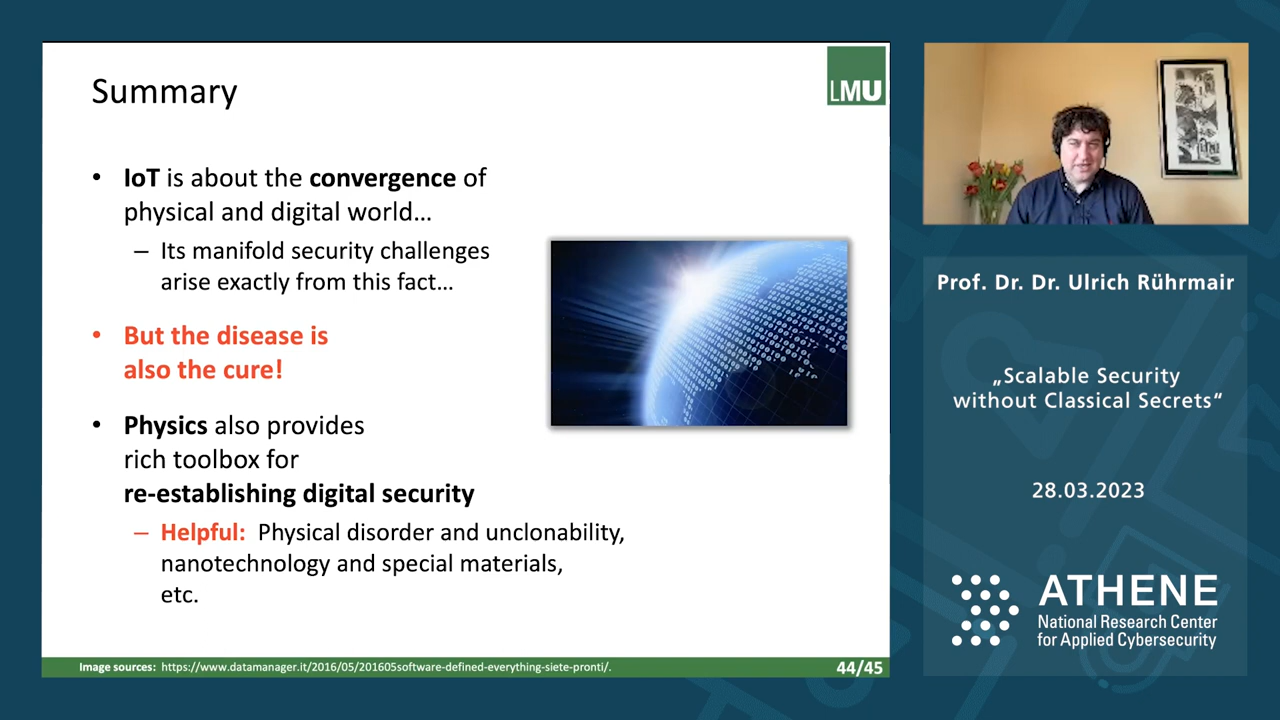 Summary
LMU
• IoT is about the convergence of
physical and digital world...
– Its manifold security challenges
arise exactly from this fact...
• But the disease is
also the cure!
• Physics also provides
rich toolbox for
re-establishing digital security
– Helpful: Physical disorder and unclonability,
nanotechnology and special materials,
etc.
Image sources: https://www.datamanager.it/2016/05/201605software-defined-everything-siete-pronti/.
44/45
Prof. Dr. Dr. Ulrich Rührmair
„Scalable Security
without Classical Secrets“
28.03.2023
ATHENE
National Research Center
for Applied Cybersecurity